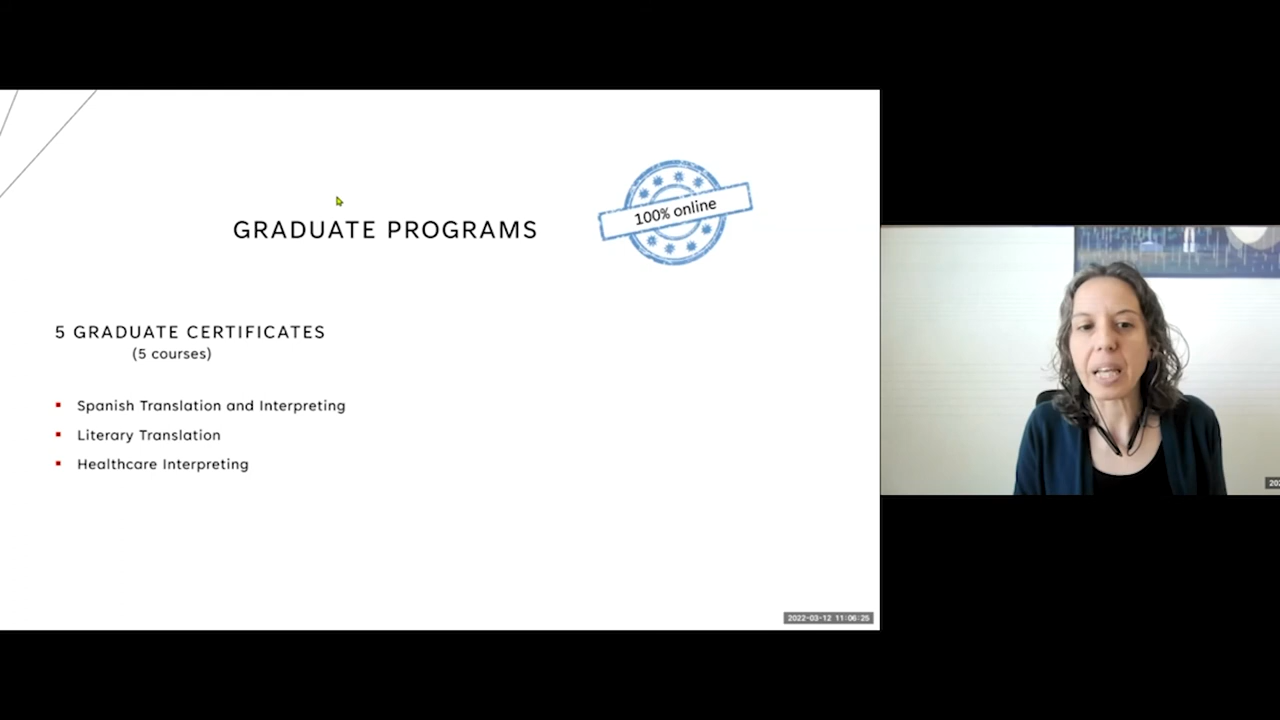 100% online
GRADUATE PROGRAMS
5 GRADUATE CERTIFICATES
(5 courses)
Spanish Translation and Interpreting
Literary Translation
Healthcare Interpreting
2022-03-12 11:06:25